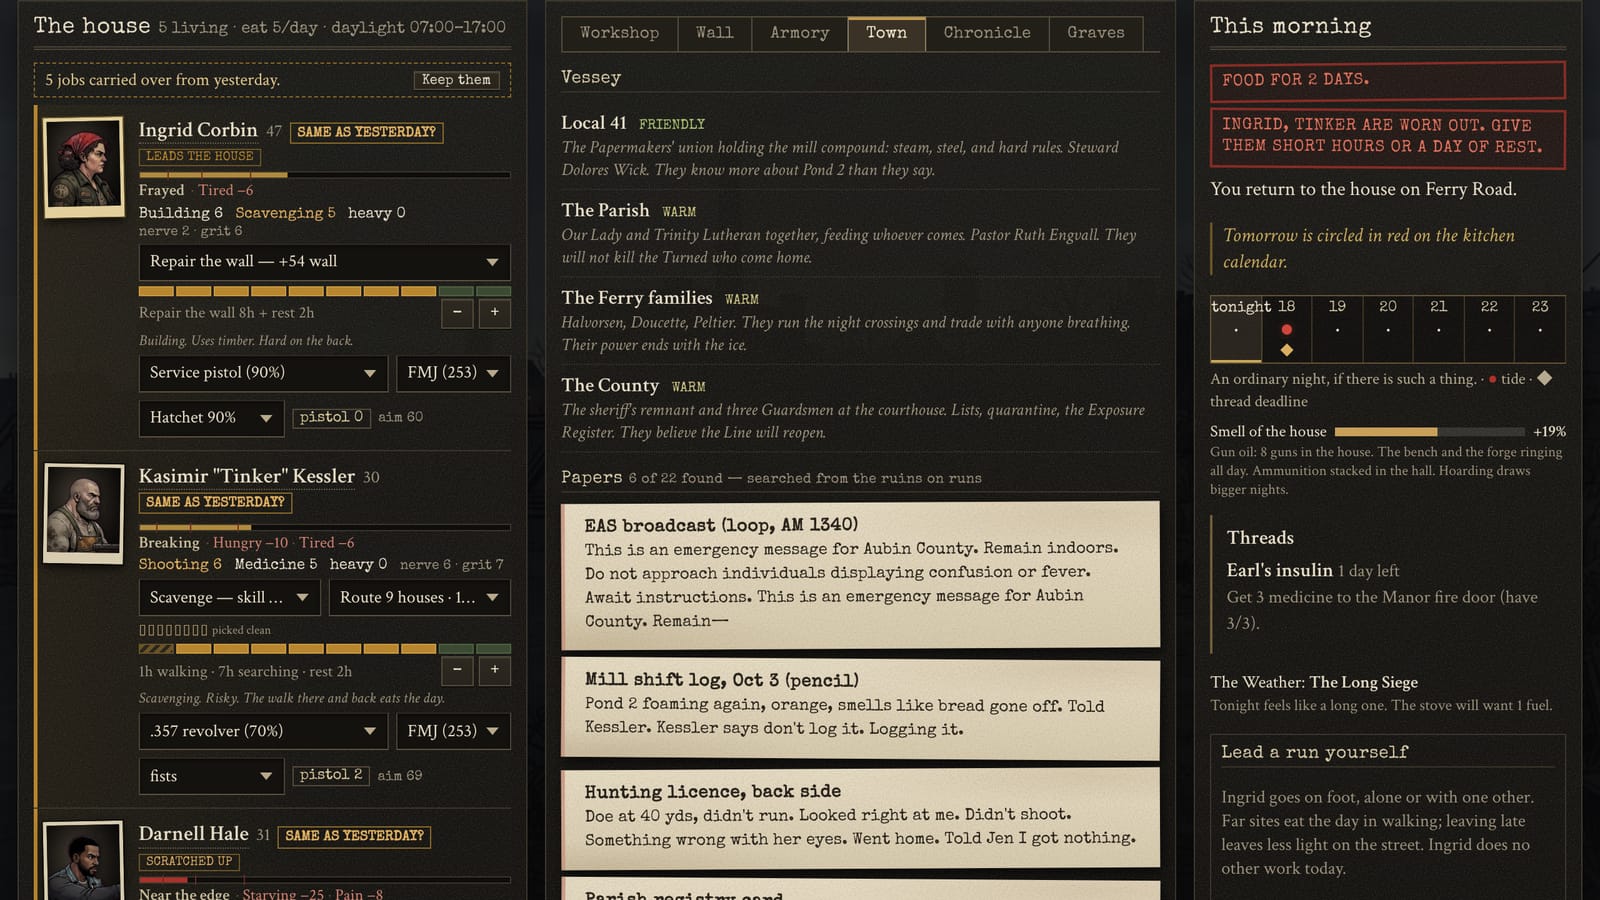 The house 5 living · eat 5/day · daylight 07:00–17:00
5 jobs carried over from yesterday.
Keep them
Ingrid Corbin 47 SAME AS YESTERDAY?
LEADS THE HOUSE
Frayed · Tired –6
Building 6 Scavenging 5 heavy 0
nerve 2 · grit 6
Repair the wall — +54 wall
Repair the wall 8h + rest 2h
− +
Building. Uses timber. Hard on the back.
Service pistol (90%)
FMJ (253)
Hatchet 90%
pistol 0 aim 60
Kasimir "Tinker" Kessler 30
SAME AS YESTERDAY?
Breaking · Hungry –10 · Tired –6
Shooting 6 Medicine 5 heavy 0 nerve 6 · grit 7
Scavenge — skill ...
Route 9 houses · 1...
picked clean
1h walking · 7h searching · rest 2h
− +
Scavenging. Risky. The walk there and back eats the day.
.357 revolver (70%)
FMJ (253)
fists
pistol 2 aim 69
Darnell Hale 31 SAME AS YESTERDAY?
SCRATCHED UP
Near the edge · Starving –25 · Pain –8
Workshop
Wall
Armory
Town
Chronicle
Graves
Vessey
Local 41 FRIENDLY
The Papermakers' union holding the mill compound: steam, steel, and hard rules. Steward
Dolores Wick. They know more about Pond 2 than they say.
The Parish WARM
Our Lady and Trinity Lutheran together, feeding whoever comes. Pastor Ruth Engvall. They
will not kill the Turned who come home.
The Ferry families WARM
Halvorsen, Doucette, Peltier. They run the night crossings and trade with anyone breathing.
Their power ends with the ice.
The County WARM
The sheriff's remnant and three Guardsmen at the courthouse. Lists, quarantine, the Exposure
Register. They believe the Line will reopen.
Papers 6 of 22 found — searched from the ruins on runs
EAS broadcast (loop, AM 1340)
This is an emergency message for Aubin County. Remain indoors.
Do not approach individuals displaying confusion or fever.
Await instructions. This is an emergency message for Aubin
County. Remain—
Mill shift log, Oct 3 (pencil)
Pond 2 foaming again, orange, smells like bread gone off. Told
Kessler. Kessler says don't log it. Logging it.
Hunting licence, back side
Doe at 40 yds, didn't run. Looked right at me. Didn't shoot.
Something wrong with her eyes. Went home. Told Jen I got nothing.
Parish registry card
This morning
FOOD FOR 2 DAYS.
INGRID, TINKER ARE WORN OUT. GIVE
THEM SHORT HOURS OR A DAY OF REST.
You return to the house on Ferry Road.
Tomorrow is circled in red on the kitchen
calendar.
tonight 18 19 20 21 22 23
An ordinary night, if there is such a thing. · ● tide · ◆
thread deadline
Smell of the house +19%
Gun oil: 8 guns in the house. The bench and the forge ringing
all day. Ammunition stacked in the hall. Hoarding draws
bigger nights.
Threads
Earl's insulin 1 day left
Get 3 medicine to the Manor fire door (have
3/3).
The Weather: The Long Siege
Tonight feels like a long one. The stove will want 1 fuel.
Lead a run yourself
Ingrid goes on foot, alone or with one other.
Far sites eat the day in walking; leaving late
leaves less light on the street. Ingrid does no
other work today.